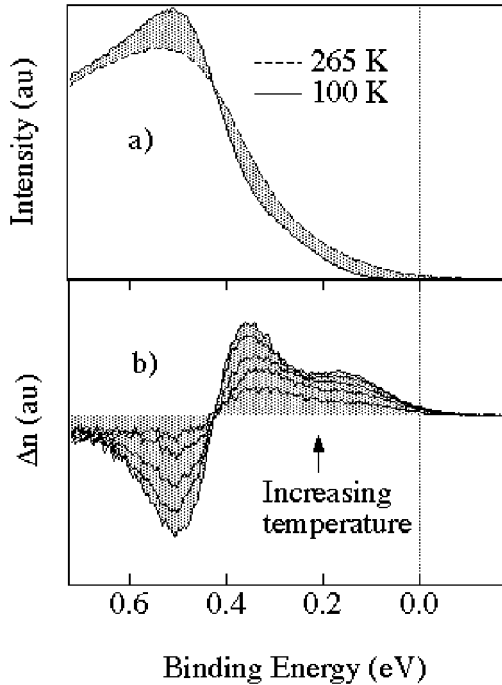 Intensity (au)
265 K
100 K
a)
b)
Δn (au)
Increasing
temperature
0.6
0.4
0.2
0.0
Binding Energy (eV)